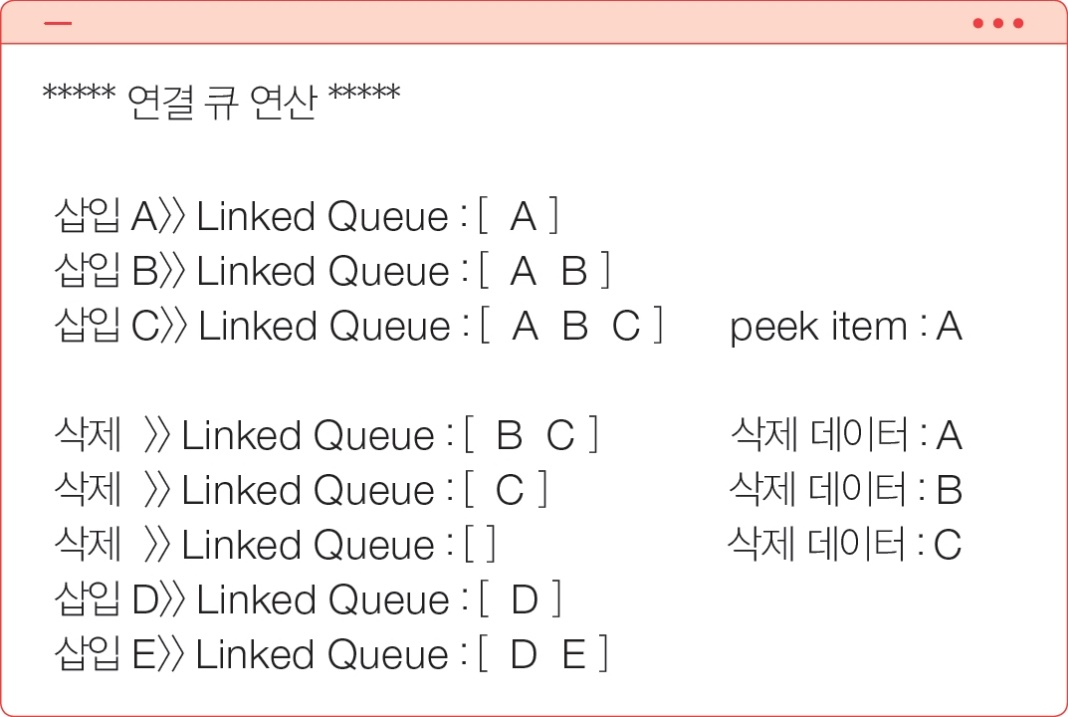 ***** 연결 큐 연산 *****
삽입 A》 Linked Queue : [ A ]
삽입 B》 Linked Queue : [ A B ]
삽입 C》 Linked Queue : [ A B C ] peek item : A
삭제 》 Linked Queue : [ B C ] 삭제 데이터 : A
삭제 》 Linked Queue : [ C ] 삭제 데이터 : B
삭제 》 Linked Queue : [ ] 삭제 데이터 : C
삽입 D》 Linked Queue : [ D ]
삽입 E》 Linked Queue : [ D E ]